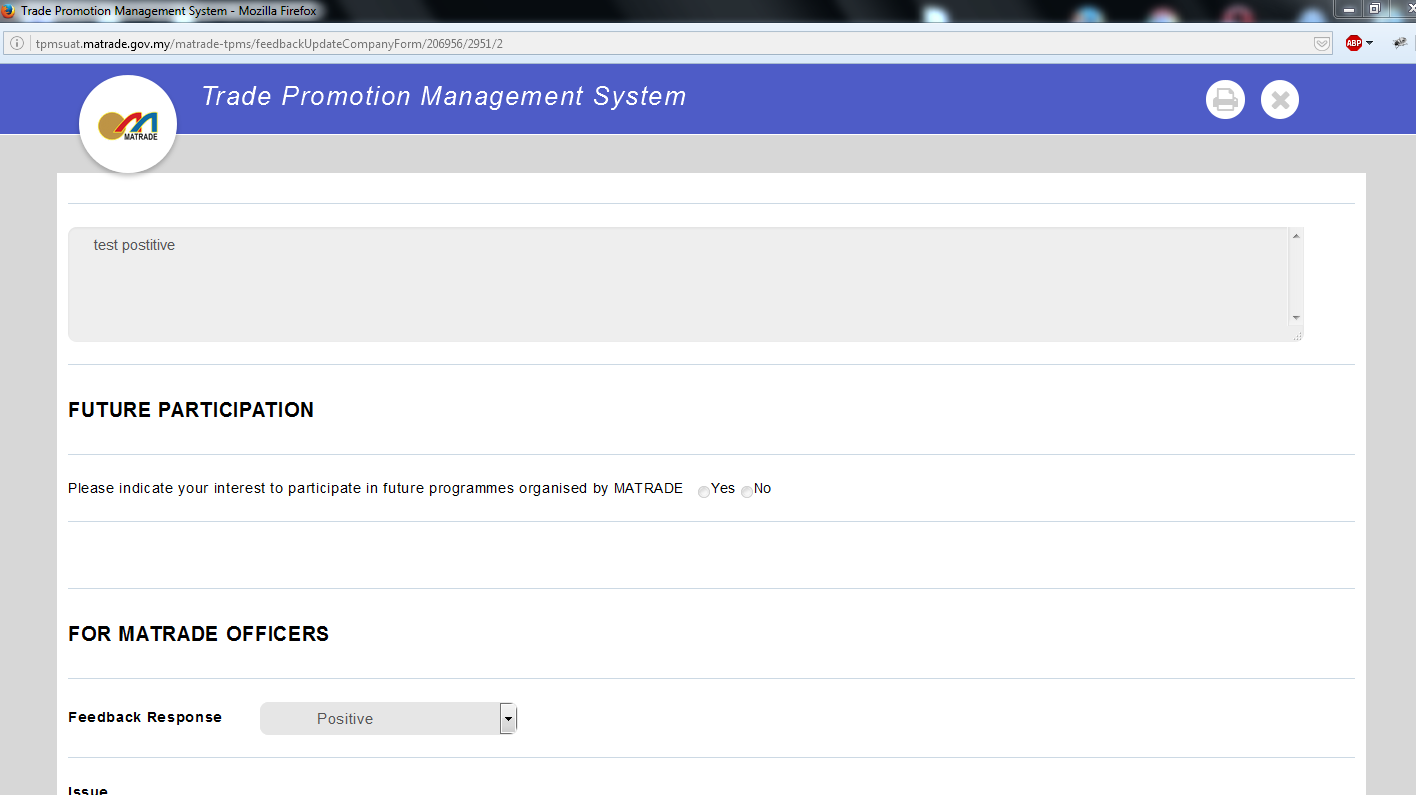 Trade Promotion Management System - Mozilla Firefox
tpmsuat.matrade.gov.my/matrade-tpms/feedbackUpdateCompanyForm/206956/2951/2
ABP
Trade Promotion Management System
MATRADE
test postitive
FUTURE PARTICIPATION
Please indicate your interest to participate in future programmes organised by MATRADE Yes No
FOR MATRADE OFFICERS
Feedback Response Positive
Issue